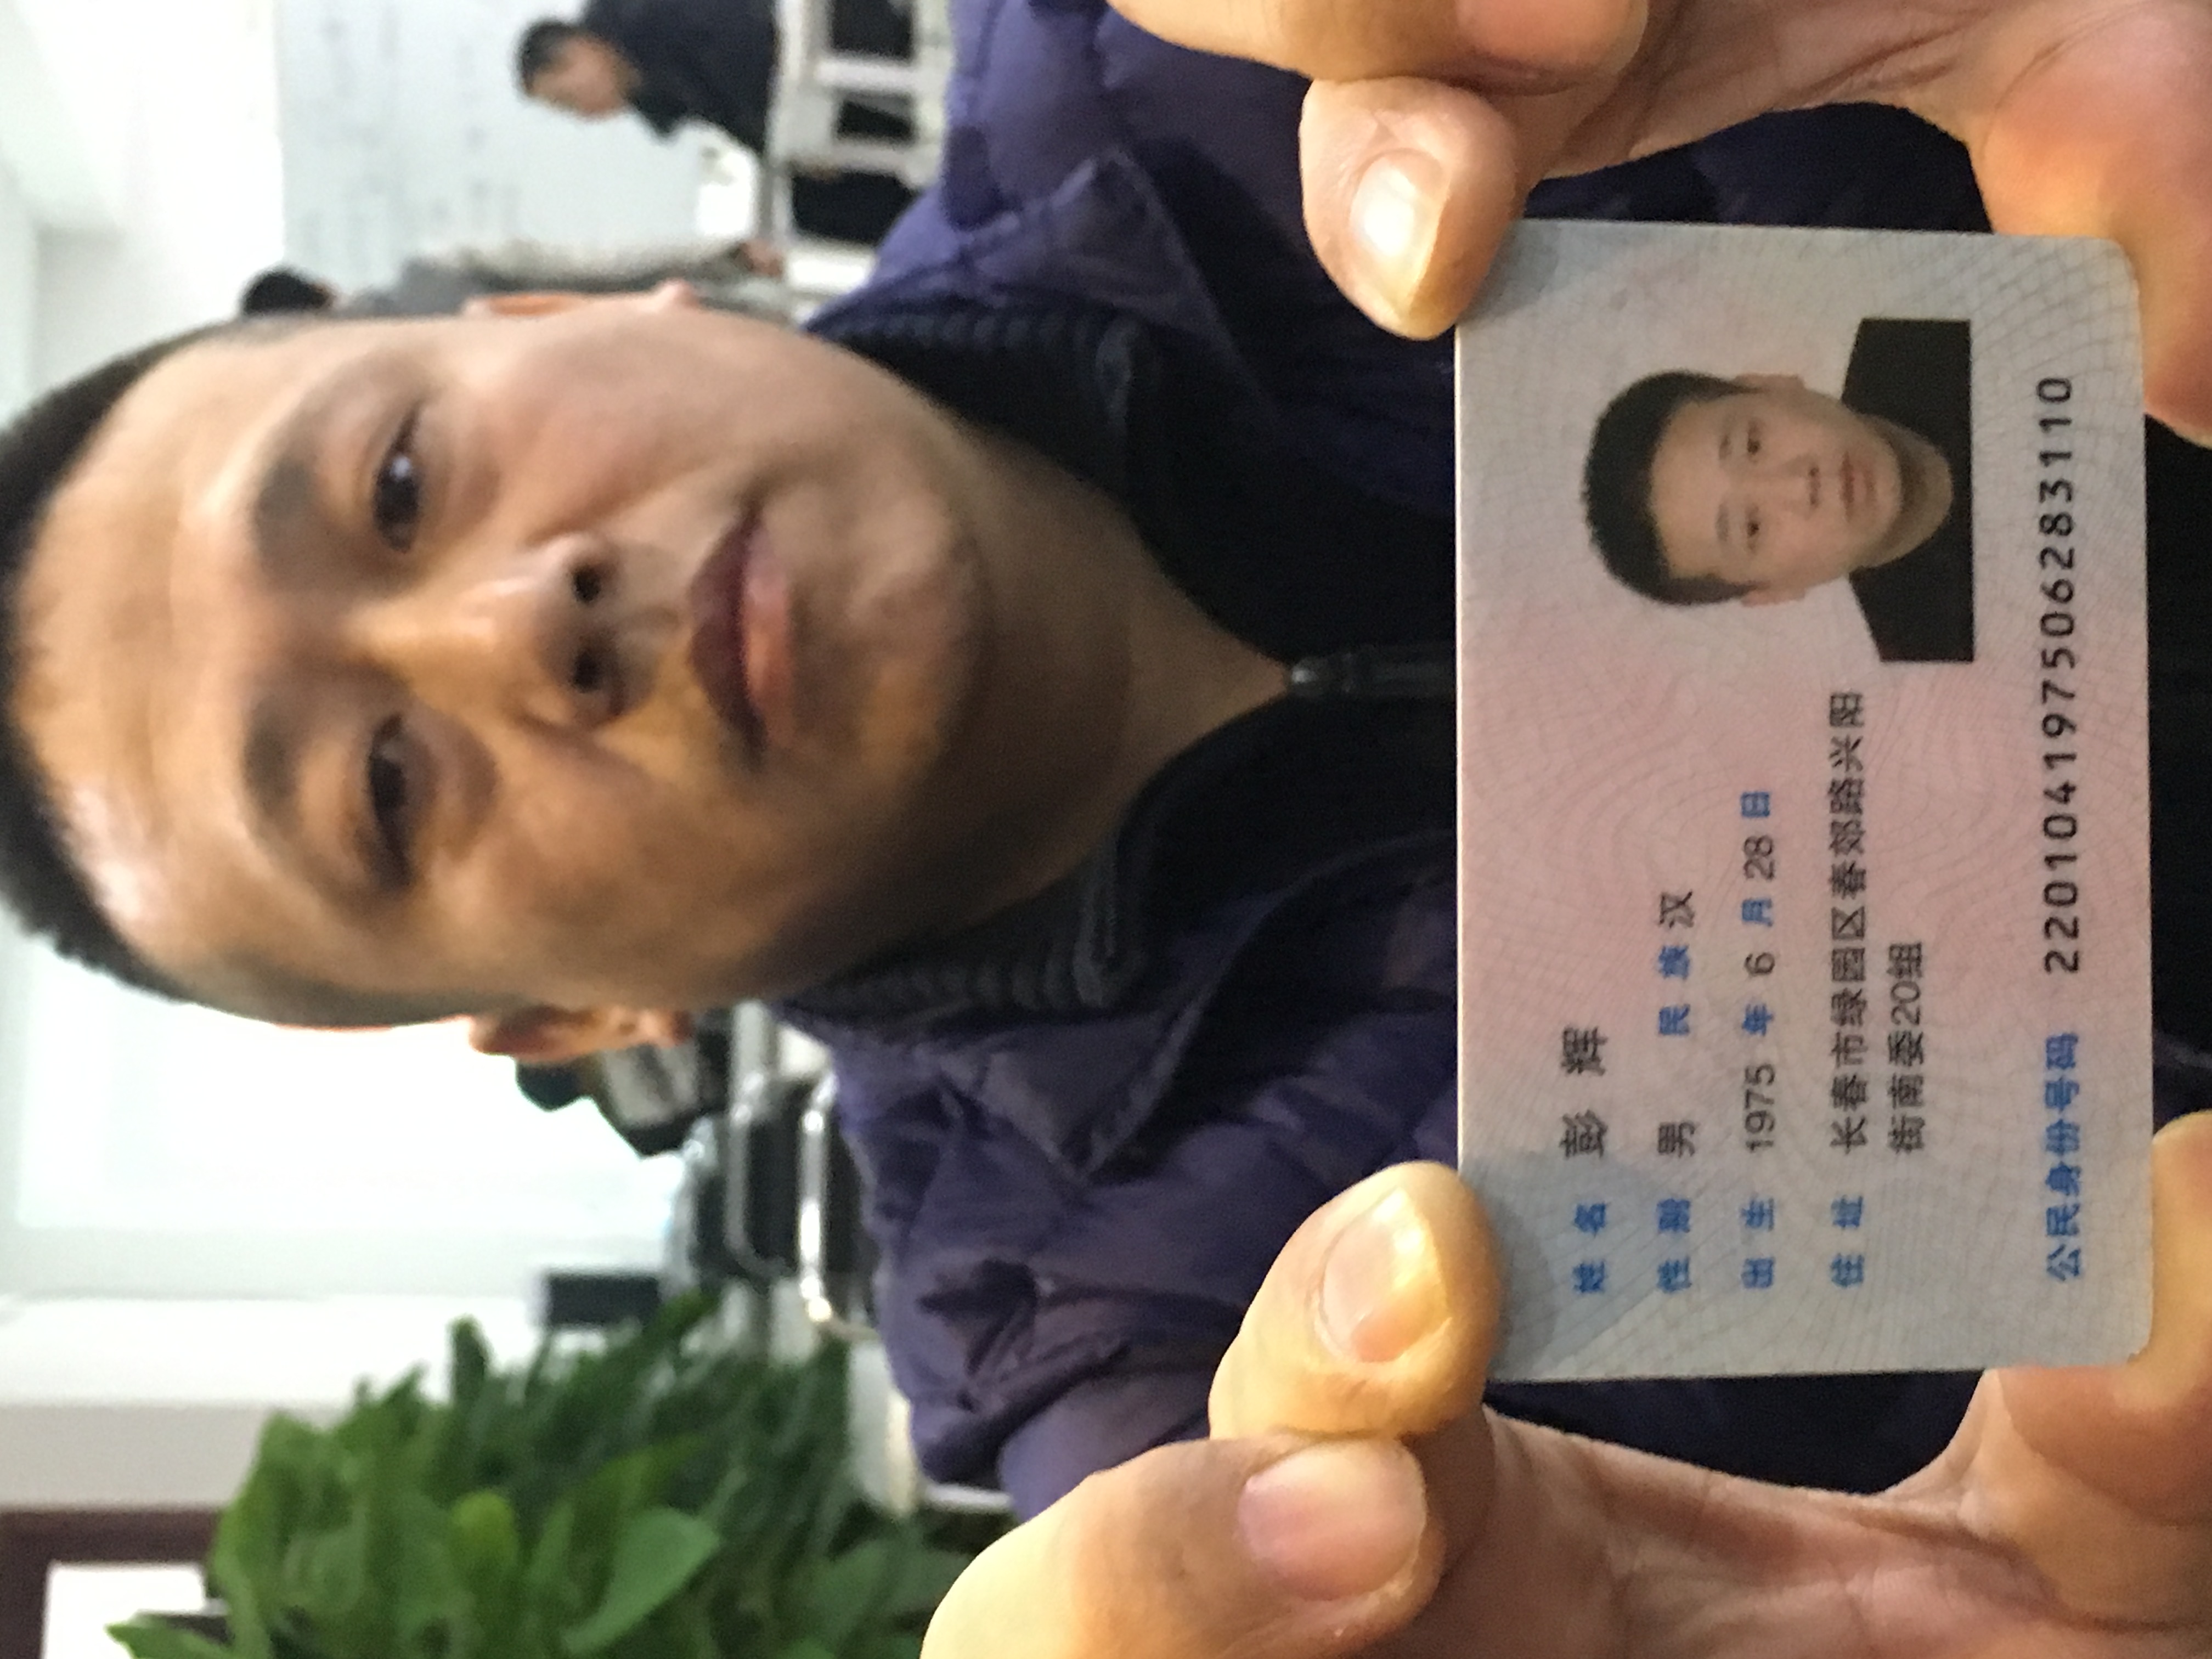 姓名 彭辉
性别 男 民族 汉
出生 1975 年 6 月 28 日
住址 长春市绿园区春郊路兴阳
街南委20组
公民身份号码 220104197506283110